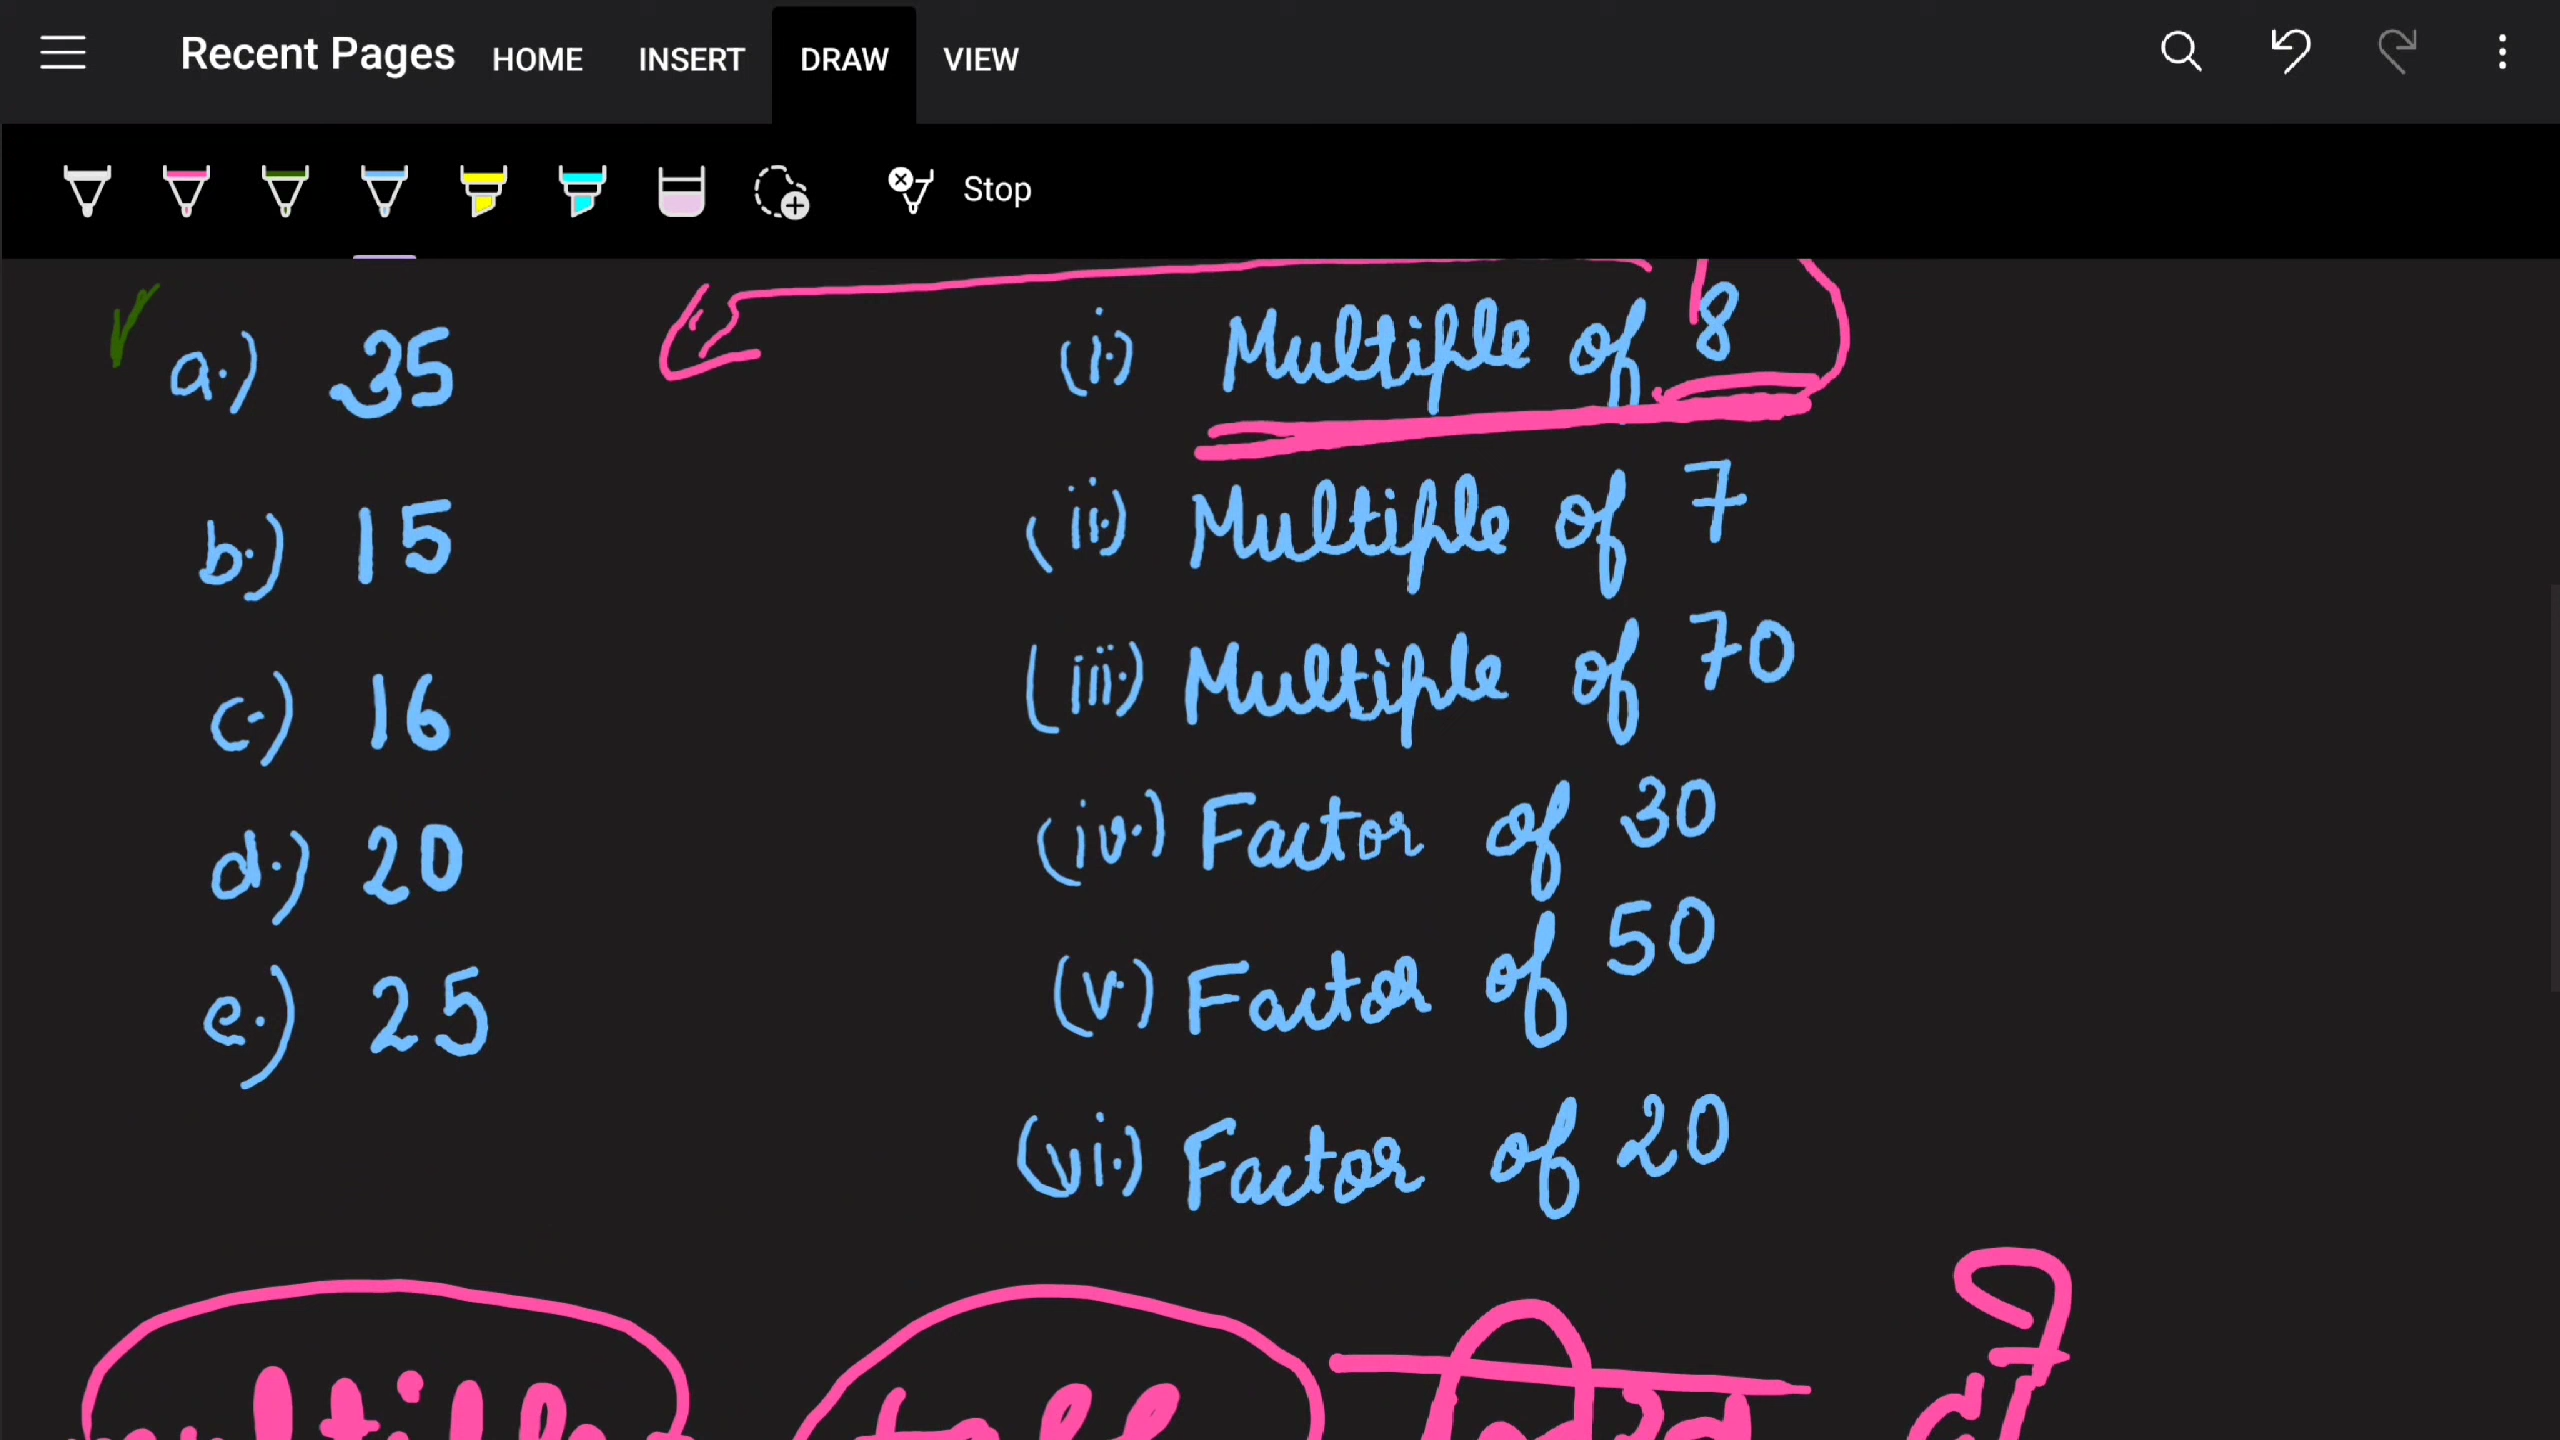 Recent Pages HOME INSERT DRAW VIEW
Stop
a.) 35 (i.) Multiple of 8
b.) 15 (ii.) Multiple of 7
c.) 16 (iii.) Multiple of 70
d.) 20 (iv.) Factor of 30
e.) 25 (v.) Factor of 50
(vi.) Factor of 20